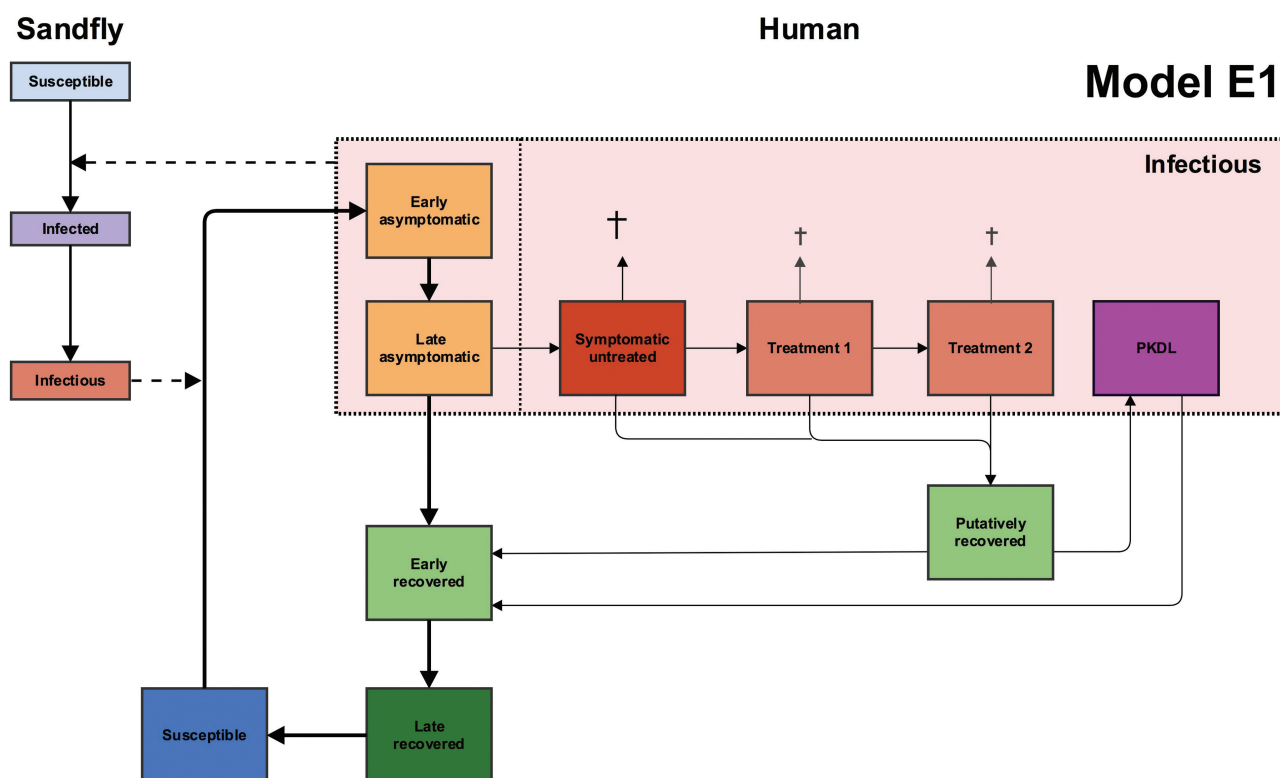 Sandfly
Human
Model E1
Susceptible
Infected
Infectious
Infectious
Early
asymptomatic
Late
asymptomatic
Symptomatic
untreated
Treatment 1
Treatment 2
PKDL
†
†
†
Putatively
recovered
Early
recovered
Late
recovered
Susceptible